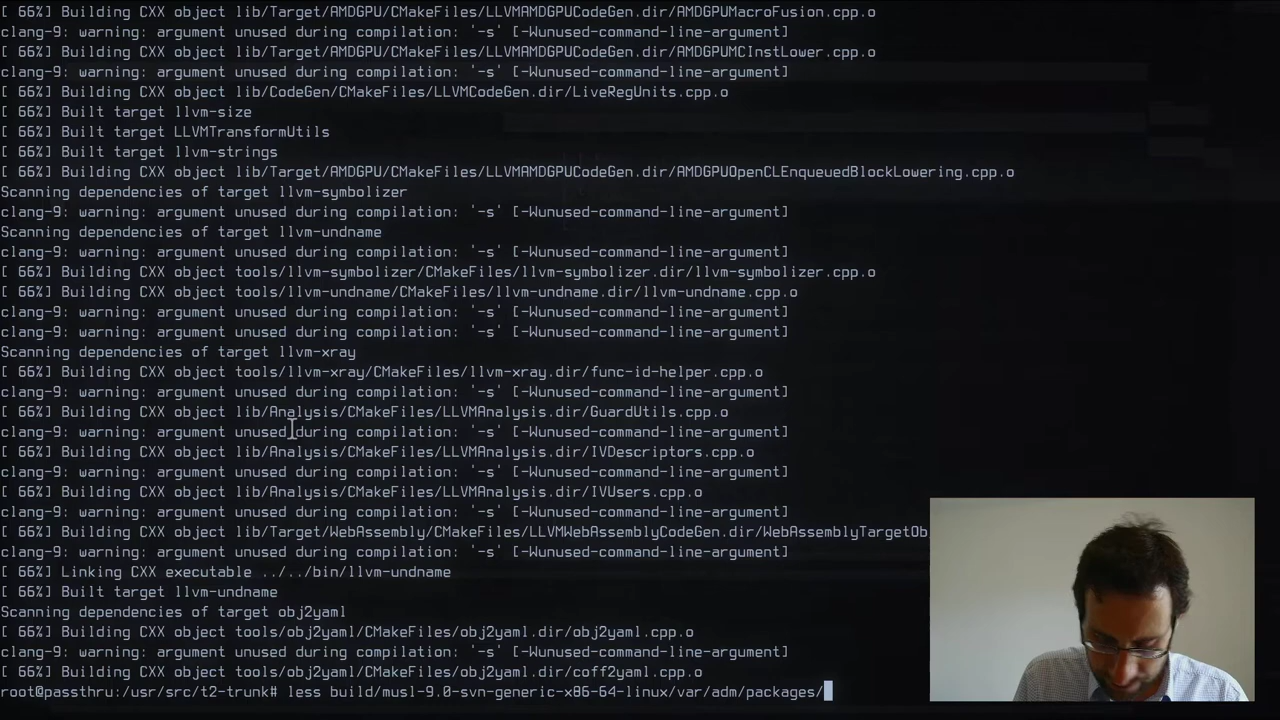 [ 66%] Building CXX object lib/Target/AMDGPU/CMakeFiles/LLVMAMDGPUCodeGen.dir/AMDGPUMacroFusion.cpp.o
clang-9: warning: argument unused during compilation: '-s' [-Wunused-command-line-argument]
[ 66%] Building CXX object lib/Target/AMDGPU/CMakeFiles/LLVMAMDGPUCodeGen.dir/AMDGPUMCInstLower.cpp.o
clang-9: warning: argument unused during compilation: '-s' [-Wunused-command-line-argument]
[ 66%] Building CXX object lib/CodeGen/CMakeFiles/LLVMCodeGen.dir/LiveRegUnits.cpp.o
[ 66%] Built target llvm-size
[ 66%] Built target LLVMTransformUtils
[ 66%] Built target llvm-strings
[ 66%] Building CXX object lib/Target/AMDGPU/CMakeFiles/LLVMAMDGPUCodeGen.dir/AMDGPUOpenCLEnqueuedBlockLowering.cpp.o
Scanning dependencies of target llvm-symbolizer
clang-9: warning: argument unused during compilation: '-s' [-Wunused-command-line-argument]
Scanning dependencies of target llvm-undname
clang-9: warning: argument unused during compilation: '-s' [-Wunused-command-line-argument]
[ 66%] Building CXX object tools/llvm-symbolizer/CMakeFiles/llvm-symbolizer.dir/llvm-symbolizer.cpp.o
[ 66%] Building CXX object tools/llvm-undname/CMakeFiles/llvm-undname.dir/llvm-undname.cpp.o
clang-9: warning: argument unused during compilation: '-s' [-Wunused-command-line-argument]
clang-9: warning: argument unused during compilation: '-s' [-Wunused-command-line-argument]
Scanning dependencies of target llvm-xray
[ 66%] Building CXX object tools/llvm-xray/CMakeFiles/llvm-xray.dir/func-id-helper.cpp.o
clang-9: warning: argument unused during compilation: '-s' [-Wunused-command-line-argument]
[ 66%] Building CXX object lib/Analysis/CMakeFiles/LLVMAnalysis.dir/GuardUtils.cpp.o
clang-9: warning: argument unused during compilation: '-s' [-Wunused-command-line-argument]
[ 66%] Building CXX object lib/Analysis/CMakeFiles/LLVMAnalysis.dir/IVDescriptors.cpp.o
clang-9: warning: argument unused during compilation: '-s' [-Wunused-command-line-argument]
[ 66%] Building CXX object lib/Analysis/CMakeFiles/LLVMAnalysis.dir/IVUsers.cpp.o
clang-9: warning: argument unused during compilation: '-s' [-Wunused-command-line-argument]
[ 66%] Building CXX object lib/Target/WebAssembly/CMakeFiles/LLVMWebAssemblyCodeGen.dir/WebAssemblyTargetOb
clang-9: warning: argument unused during compilation: '-s' [-Wunused-command-line-argument]
[ 66%] Linking CXX executable ../../bin/llvm-undname
[ 66%] Built target llvm-undname
Scanning dependencies of target obj2yaml
[ 66%] Building CXX object tools/obj2yaml/CMakeFiles/obj2yaml.dir/obj2yaml.cpp.o
clang-9: warning: argument unused during compilation: '-s' [-Wunused-command-line-argument]
[ 66%] Building CXX object tools/obj2yaml/CMakeFiles/obj2yaml.dir/coff2yaml.cpp.o
root@passthru:/usr/src/t2-trunk# less build/musl-9.0-svn-generic-x86-64-linux/var/adm/packages/